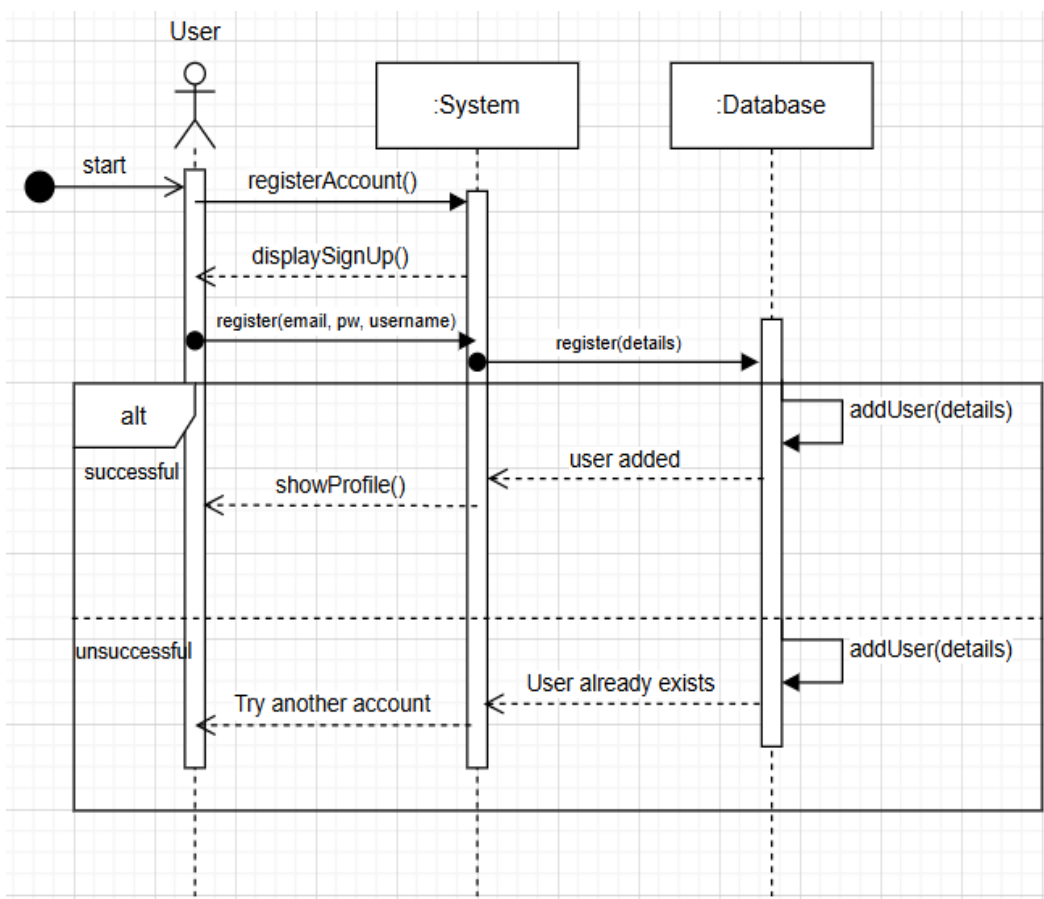 User
:System
:Database
start
registerAccount()
displaySignUp()
register(email, pw, username)
register(details)
alt
addUser(details)
successful
user added
showProfile()
unsuccessful
addUser(details)
User already exists
Try another account